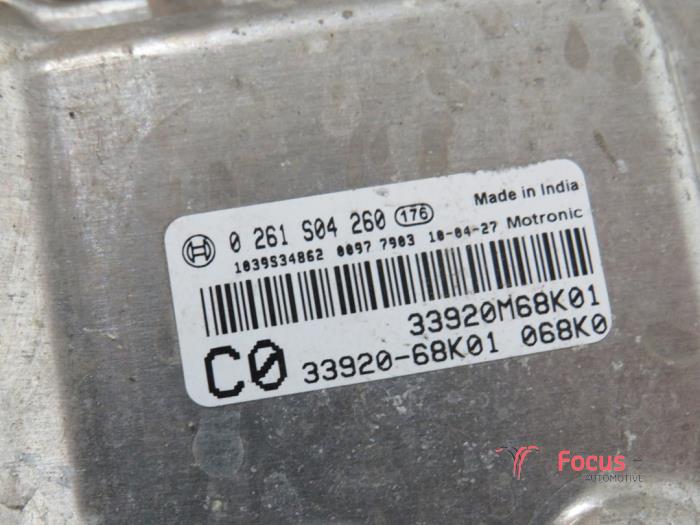 0 261 S04 260 176 Made in India
1039S34862 0097 7903 10-04-27 Motronic
33920M68K01
C0 33920-68K01 068K0
Focus
AUTOMOTIVE